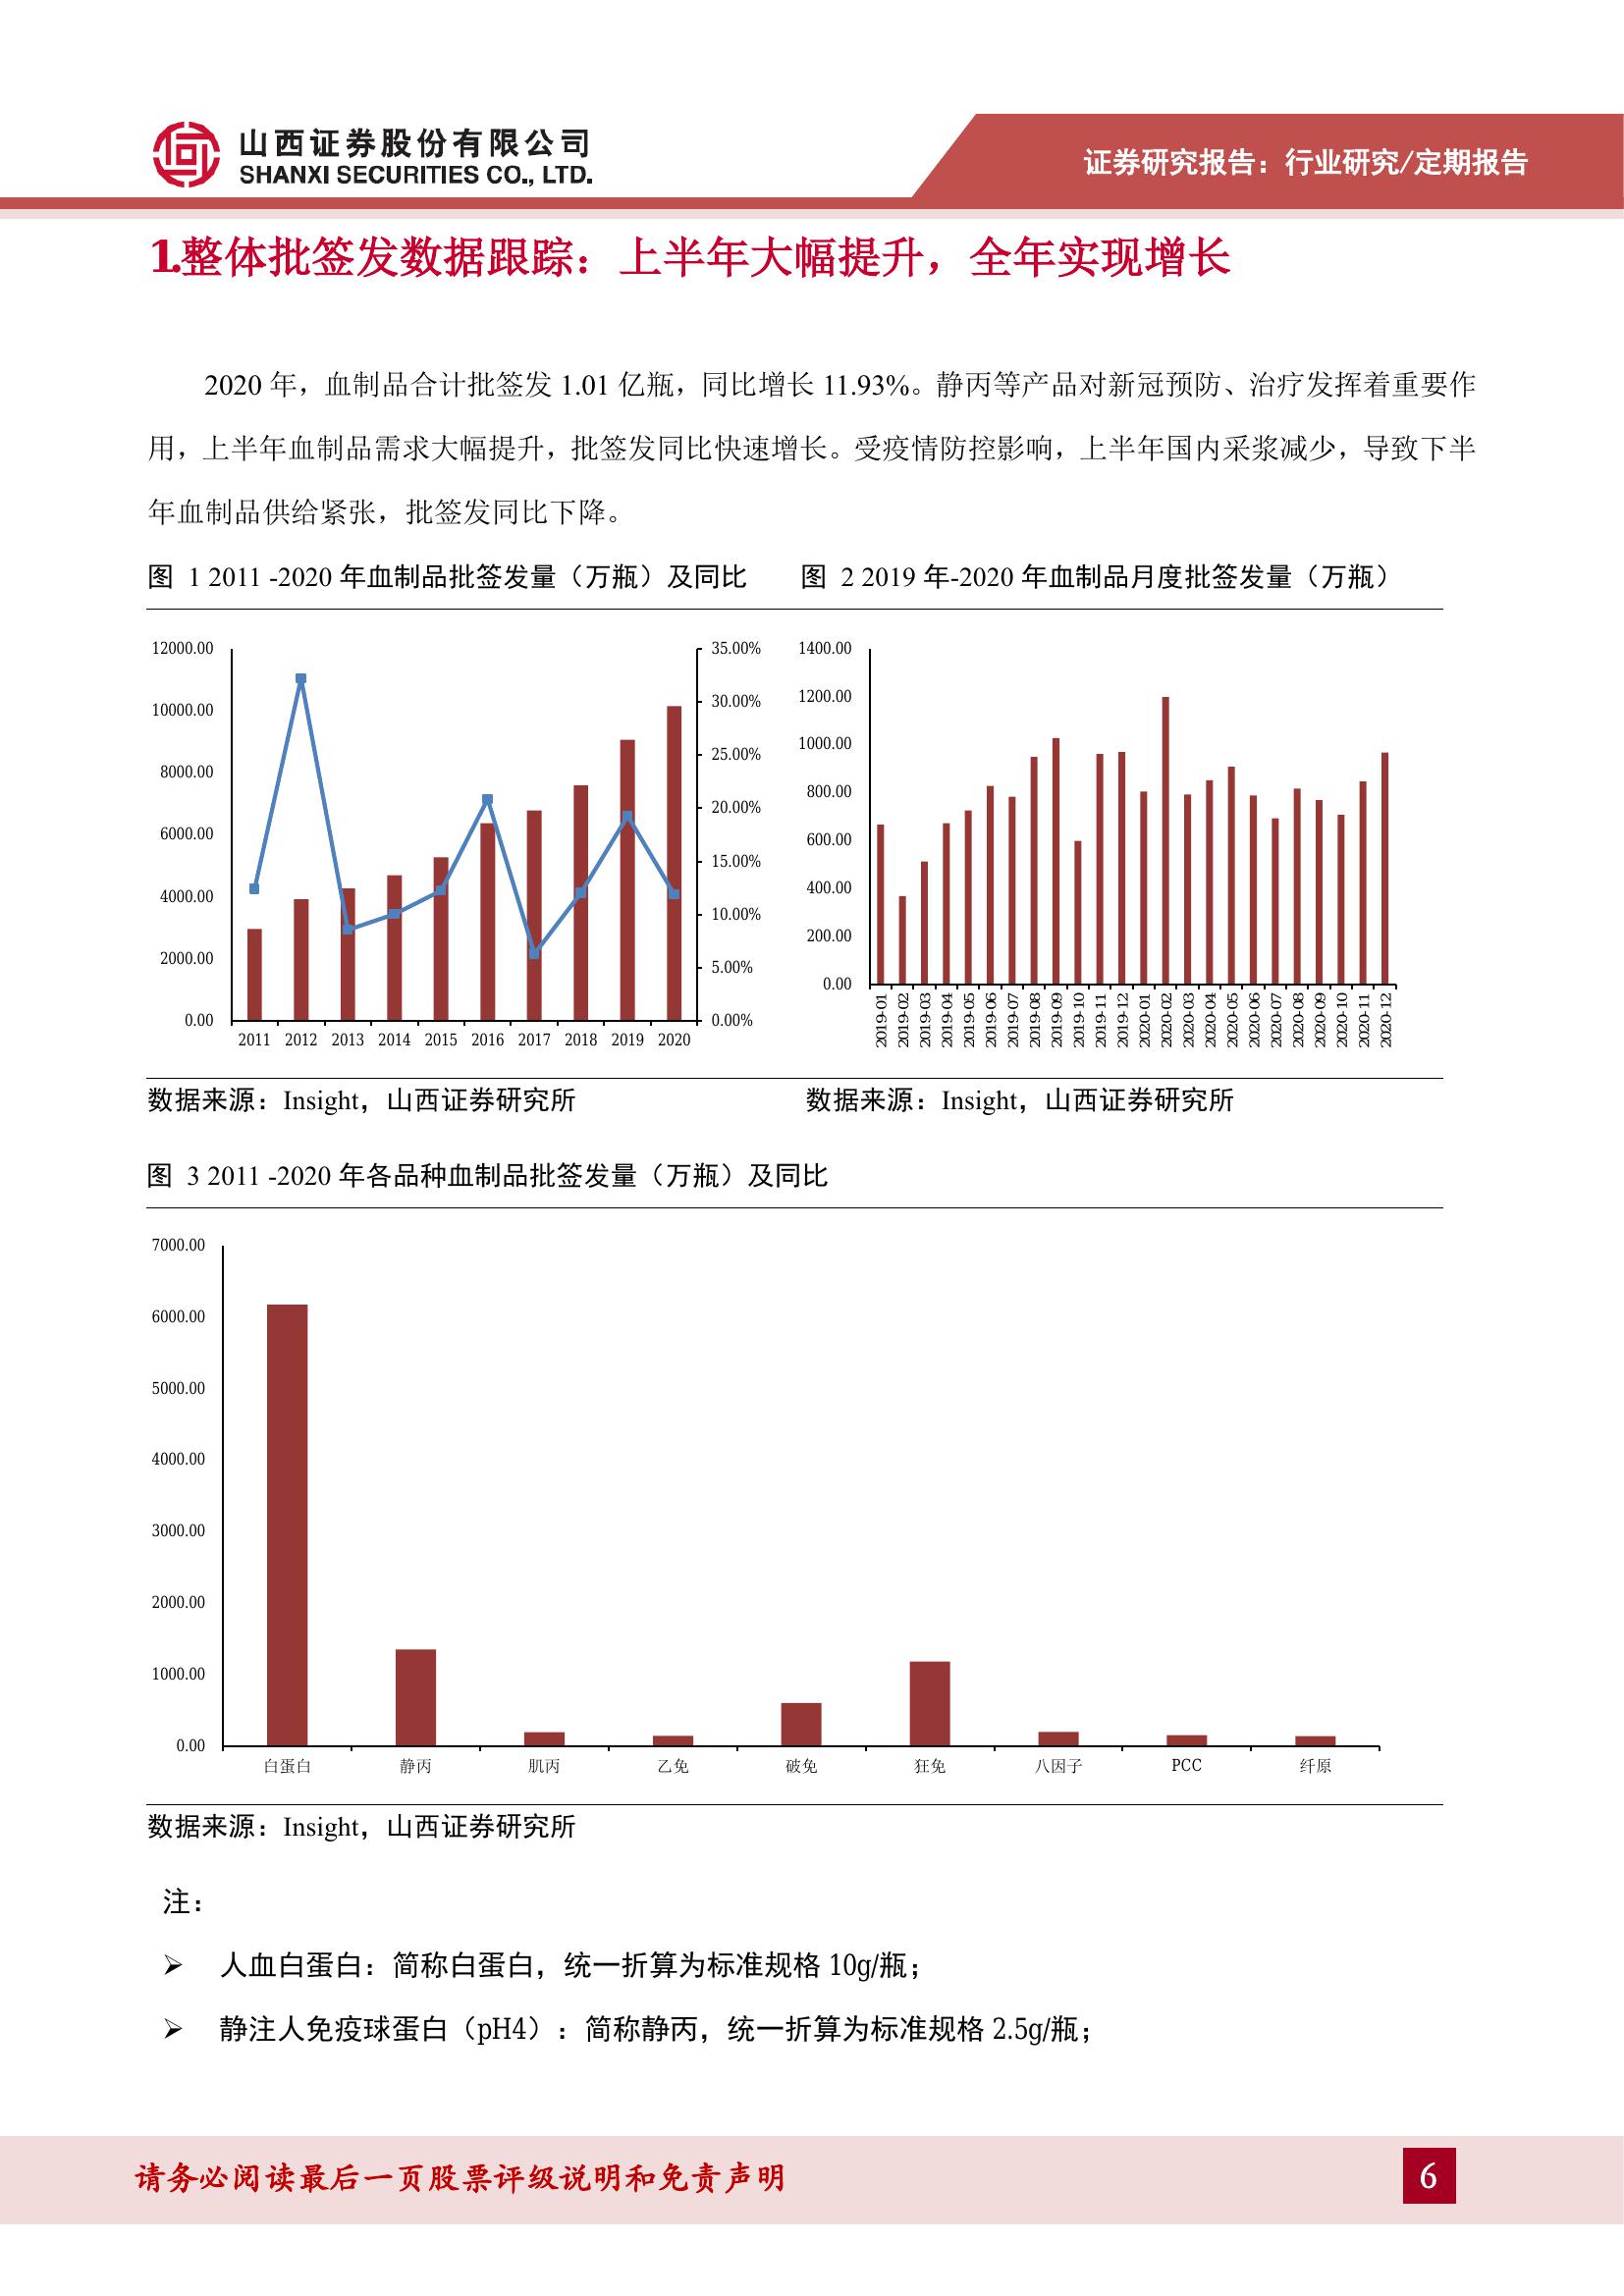 山西证券股份有限公司
SHANXI SECURITIES CO., LTD.
证券研究报告：行业研究/定期报告
1.整体批签发数据跟踪：上半年大幅提升，全年实现增长
2020 年，血制品合计批签发 1.01 亿瓶，同比增长 11.93%。静丙等产品对新冠预防、治疗发挥着重要作
用，上半年血制品需求大幅提升，批签发同比快速增长。受疫情防控影响，上半年国内采浆减少，导致下半
年血制品供给紧张，批签发同比下降。
图 1 2011 -2020 年血制品批签发量（万瓶）及同比
12000.00
10000.00
8000.00
6000.00
4000.00
2000.00
0.00
35.00%
30.00%
25.00%
20.00%
15.00%
10.00%
5.00%
0.00%
2011 2012 2013 2014 2015 2016 2017 2018 2019 2020
数据来源：Insight，山西证券研究所
图 2 2019 年-2020 年血制品月度批签发量（万瓶）
1400.00
1200.00
1000.00
800.00
600.00
400.00
200.00
0.00
2019-01
2019-02
2019-03
2019-04
2019-05
2019-06
2019-07
2019-08
2019-09
2019-10
2019-11
2019-12
2020-01
2020-02
2020-03
2020-04
2020-05
2020-06
2020-07
2020-08
2020-09
2020-10
2020-11
2020-12
数据来源：Insight，山西证券研究所
图 3 2011 -2020 年各品种血制品批签发量（万瓶）及同比
7000.00
6000.00
5000.00
4000.00
3000.00
2000.00
1000.00
0.00
白蛋白 静丙 肌丙 乙免 破免 狂免 八因子 PCC 纤原
数据来源：Insight，山西证券研究所
注：
➢ 人血白蛋白：简称白蛋白，统一折算为标准规格 10g/瓶；
➢ 静注人免疫球蛋白（pH4）：简称静丙，统一折算为标准规格 2.5g/瓶；
请务必阅读最后一页股票评级说明和免责声明
6